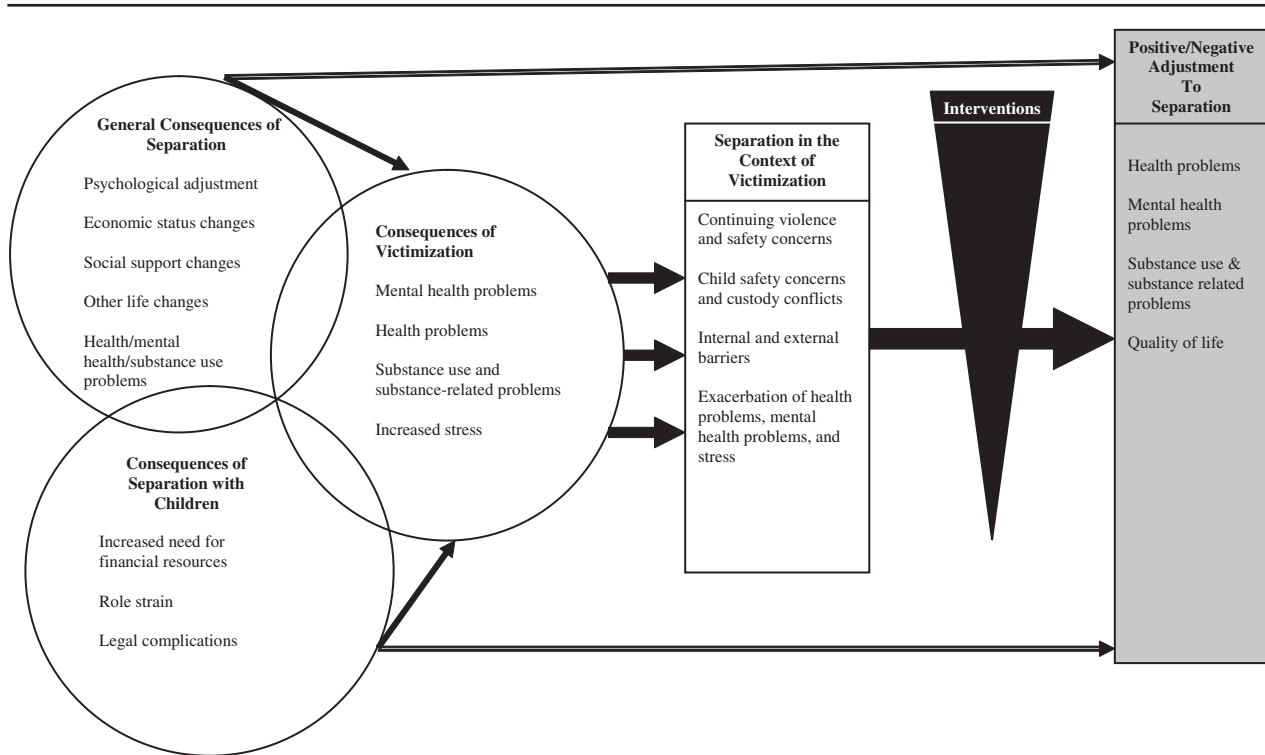 General Consequences of
Separation
Psychological adjustment
Economic status changes
Social support changes
Other life changes
Health/mental
health/substance use
problems
Consequences of
Separation with
Children
Increased need for
financial resources
Role strain
Legal complications
Consequences of
Victimization
Mental health problems
Health problems
Substance use and
substance-related problems
Increased stress
Separation in the
Context of
Victimization
Continuing violence
and safety concerns
Child safety concerns
and custody conflicts
Internal and external
barriers
Exacerbation of health
problems, mental
health problems, and
stress
Interventions
Positive/Negative
Adjustment
To
Separation
Health problems
Mental health
problems
Substance use &
substance related
problems
Quality of life